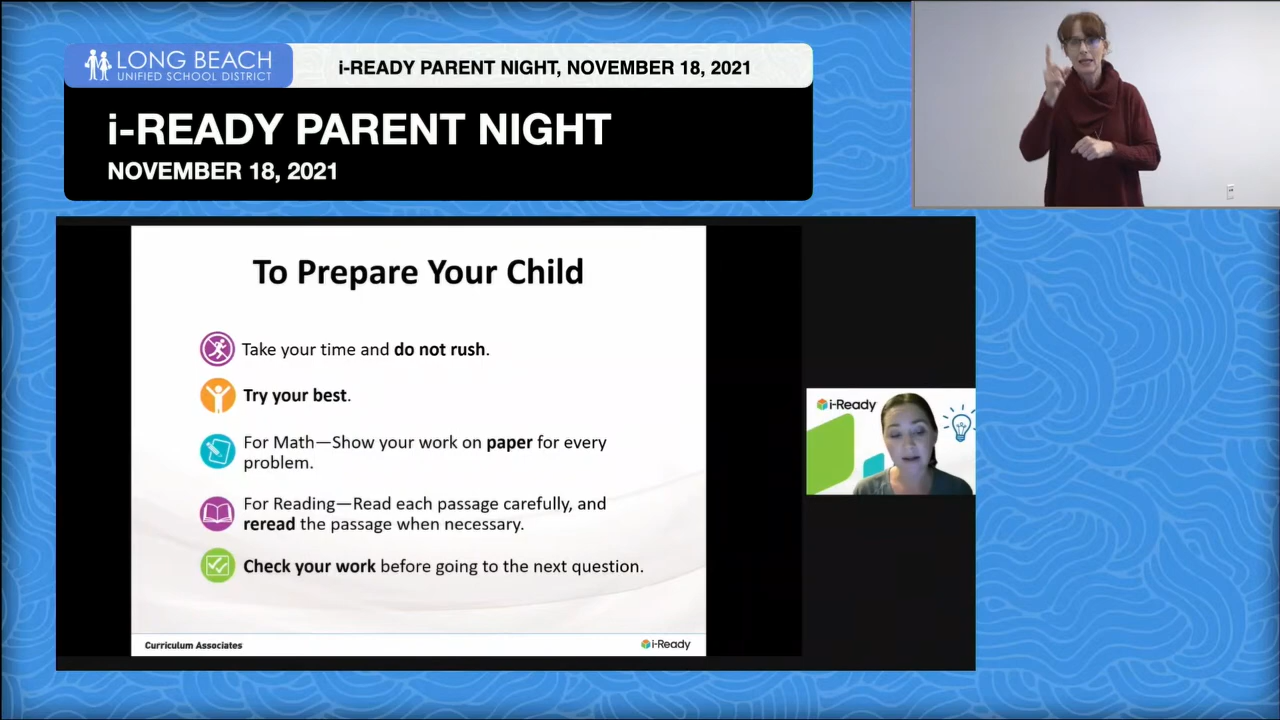 LONG BEACH
UNIFIED SCHOOL DISTRICT
i-READY PARENT NIGHT, NOVEMBER 18, 2021
i-READY PARENT NIGHT
NOVEMBER 18, 2021
To Prepare Your Child
Take your time and do not rush.
Try your best.
For Math—Show your work on paper for every
problem.
For Reading—Read each passage carefully, and
reread the passage when necessary.
Check your work before going to the next question.
Curriculum Associates
i-Ready
i-Ready